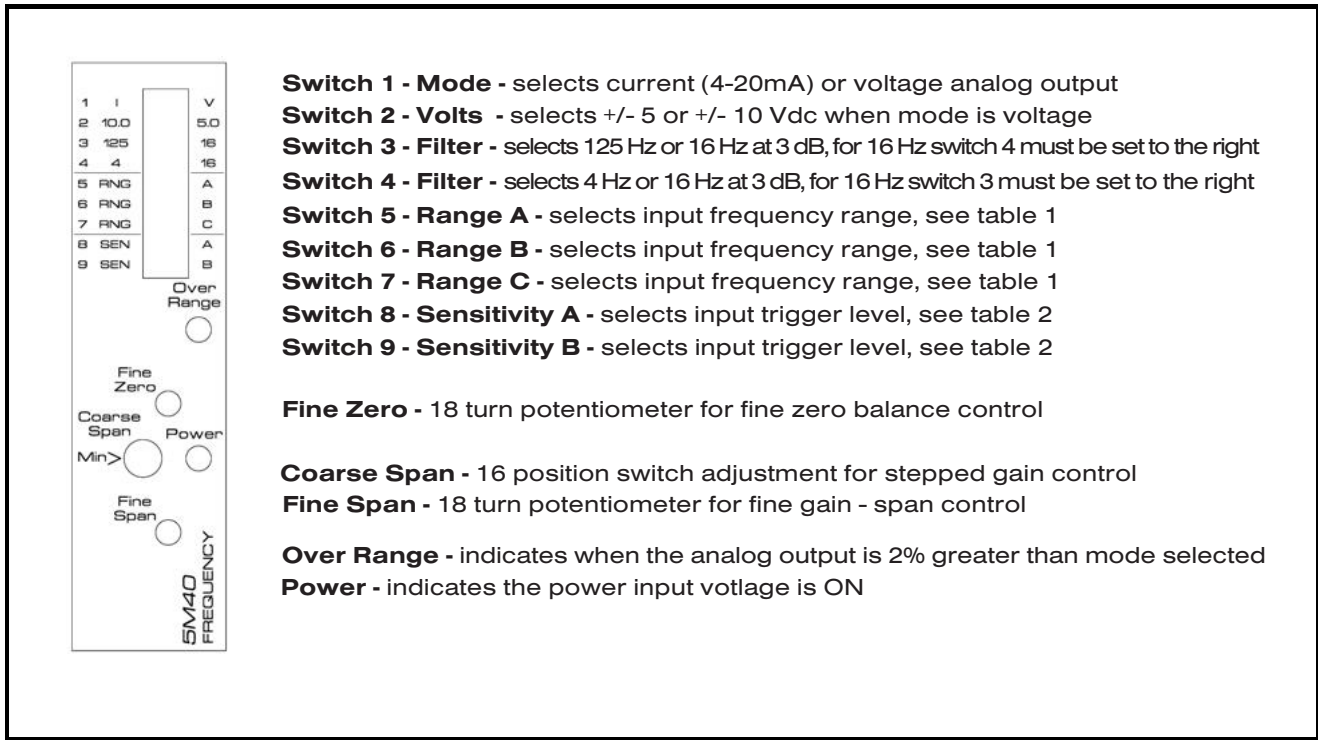 1 I V
2 10.0 5.0
3 125 16
4 4 16
5 RNG A
6 RNG B
7 RNG C
8 SEN A
9 SEN B
Over
Range
Fine
Zero
Coarse
Span
Power
Min>
Fine
Span
5M40
FREQUENCY
Switch 1 - Mode - selects current (4-20mA) or voltage analog output
Switch 2 - Volts - selects +/- 5 or +/- 10 Vdc when mode is voltage
Switch 3 - Filter - selects 125 Hz or 16 Hz at 3 dB, for 16 Hz switch 4 must be set to the right
Switch 4 - Filter - selects 4 Hz or 16 Hz at 3 dB, for 16 Hz switch 3 must be set to the right
Switch 5 - Range A - selects input frequency range, see table 1
Switch 6 - Range B - selects input frequency range, see table 1
Switch 7 - Range C - selects input frequency range, see table 1
Switch 8 - Sensitivity A - selects input trigger level, see table 2
Switch 9 - Sensitivity B - selects input trigger level, see table 2
Fine Zero - 18 turn potentiometer for fine zero balance control
Coarse Span - 16 position switch adjustment for stepped gain control
Fine Span - 18 turn potentiometer for fine gain - span control
Over Range - indicates when the analog output is 2% greater than mode selected
Power - indicates the power input votlage is ON